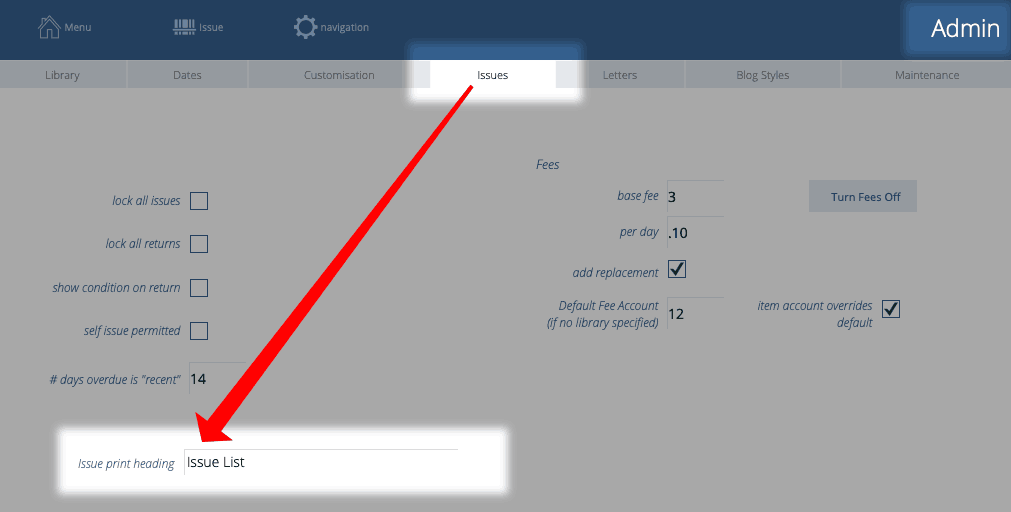 Menu
Issue
navigation
Admin
Library
Dates
Customisation
Issues
Letters
Blog Styles
Maintenance
Fees
lock all issues
lock all returns
show condition on return
self issue permitted
# days overdue is "recent" 14
Issue print heading Issue List
base fee 3
Turn Fees Off
per day .10
add replacement
Default Fee Account
(if no library specified) 12
item account overrides
default